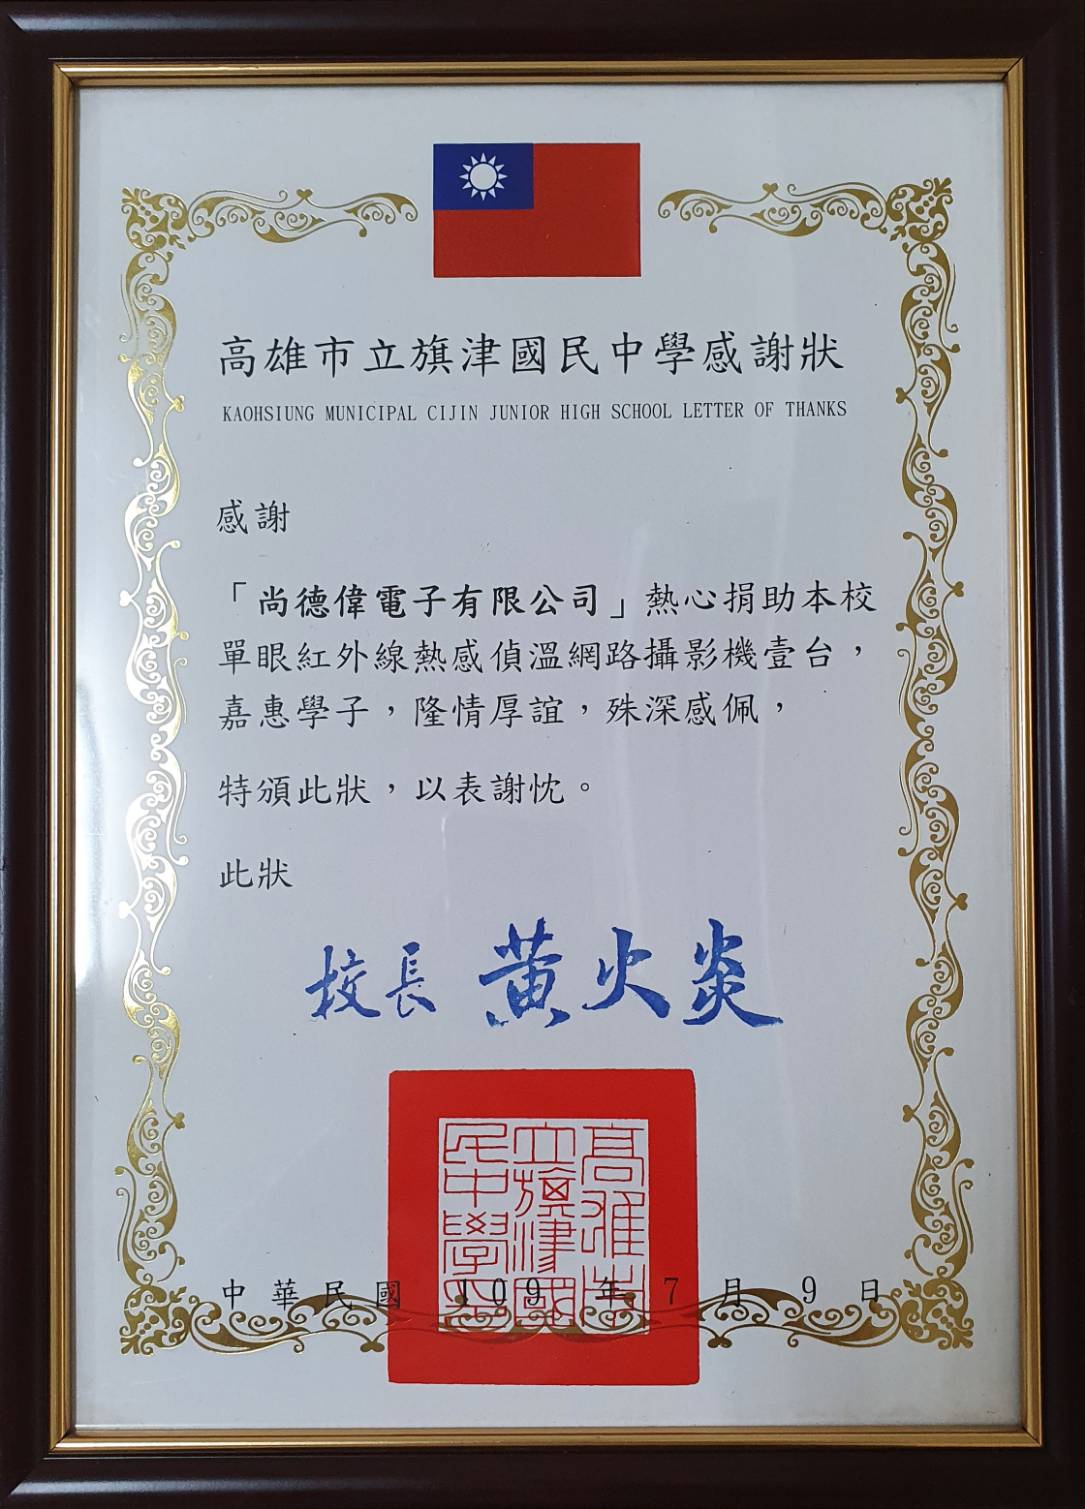 高雄市立旗津國民中學感謝狀
KAOHSIUNG MUNICIPAL CIJIN JUNIOR HIGH SCHOOL LETTER OF THANKS
感謝
「尚德偉電子有限公司」熱心捐助本校
單眼紅外線熱感偵溫網路攝影機壹台，
嘉惠學子，隆情厚誼，殊深感佩，
特頒此狀，以表謝忱。
此狀
校長 黃火炎
高雄市
立旗津國
民中學
中華民國 109 年 7 月 9 日